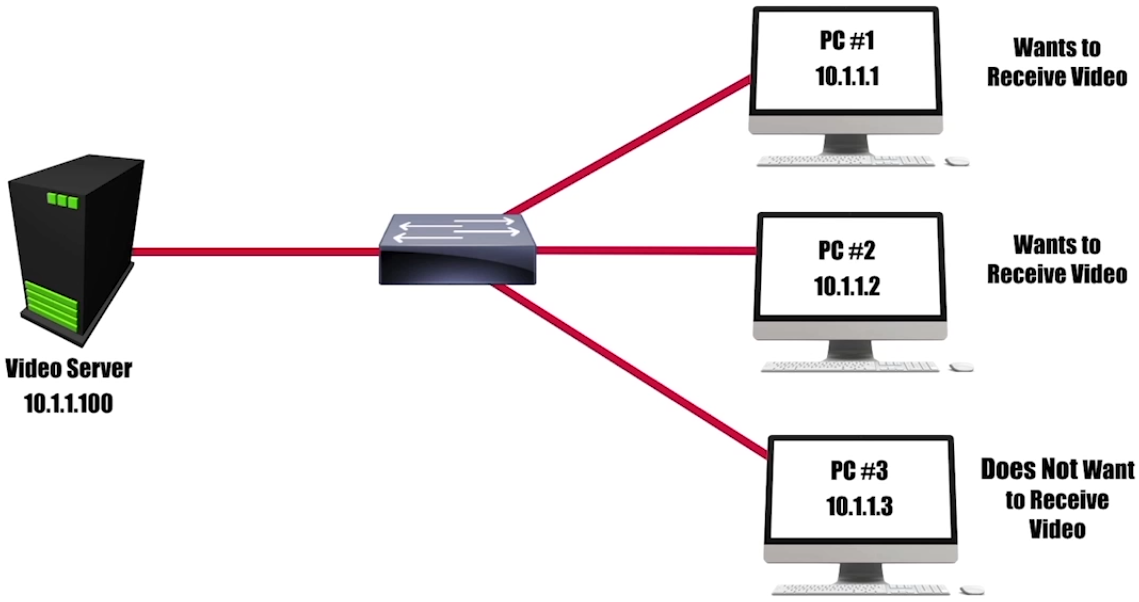 PC #1
10.1.1.1
Wants to
Receive Video
PC #2
10.1.1.2
Wants to
Receive Video
Video Server
10.1.1.100
PC #3
10.1.1.3
Does Not Want
to Receive
Video